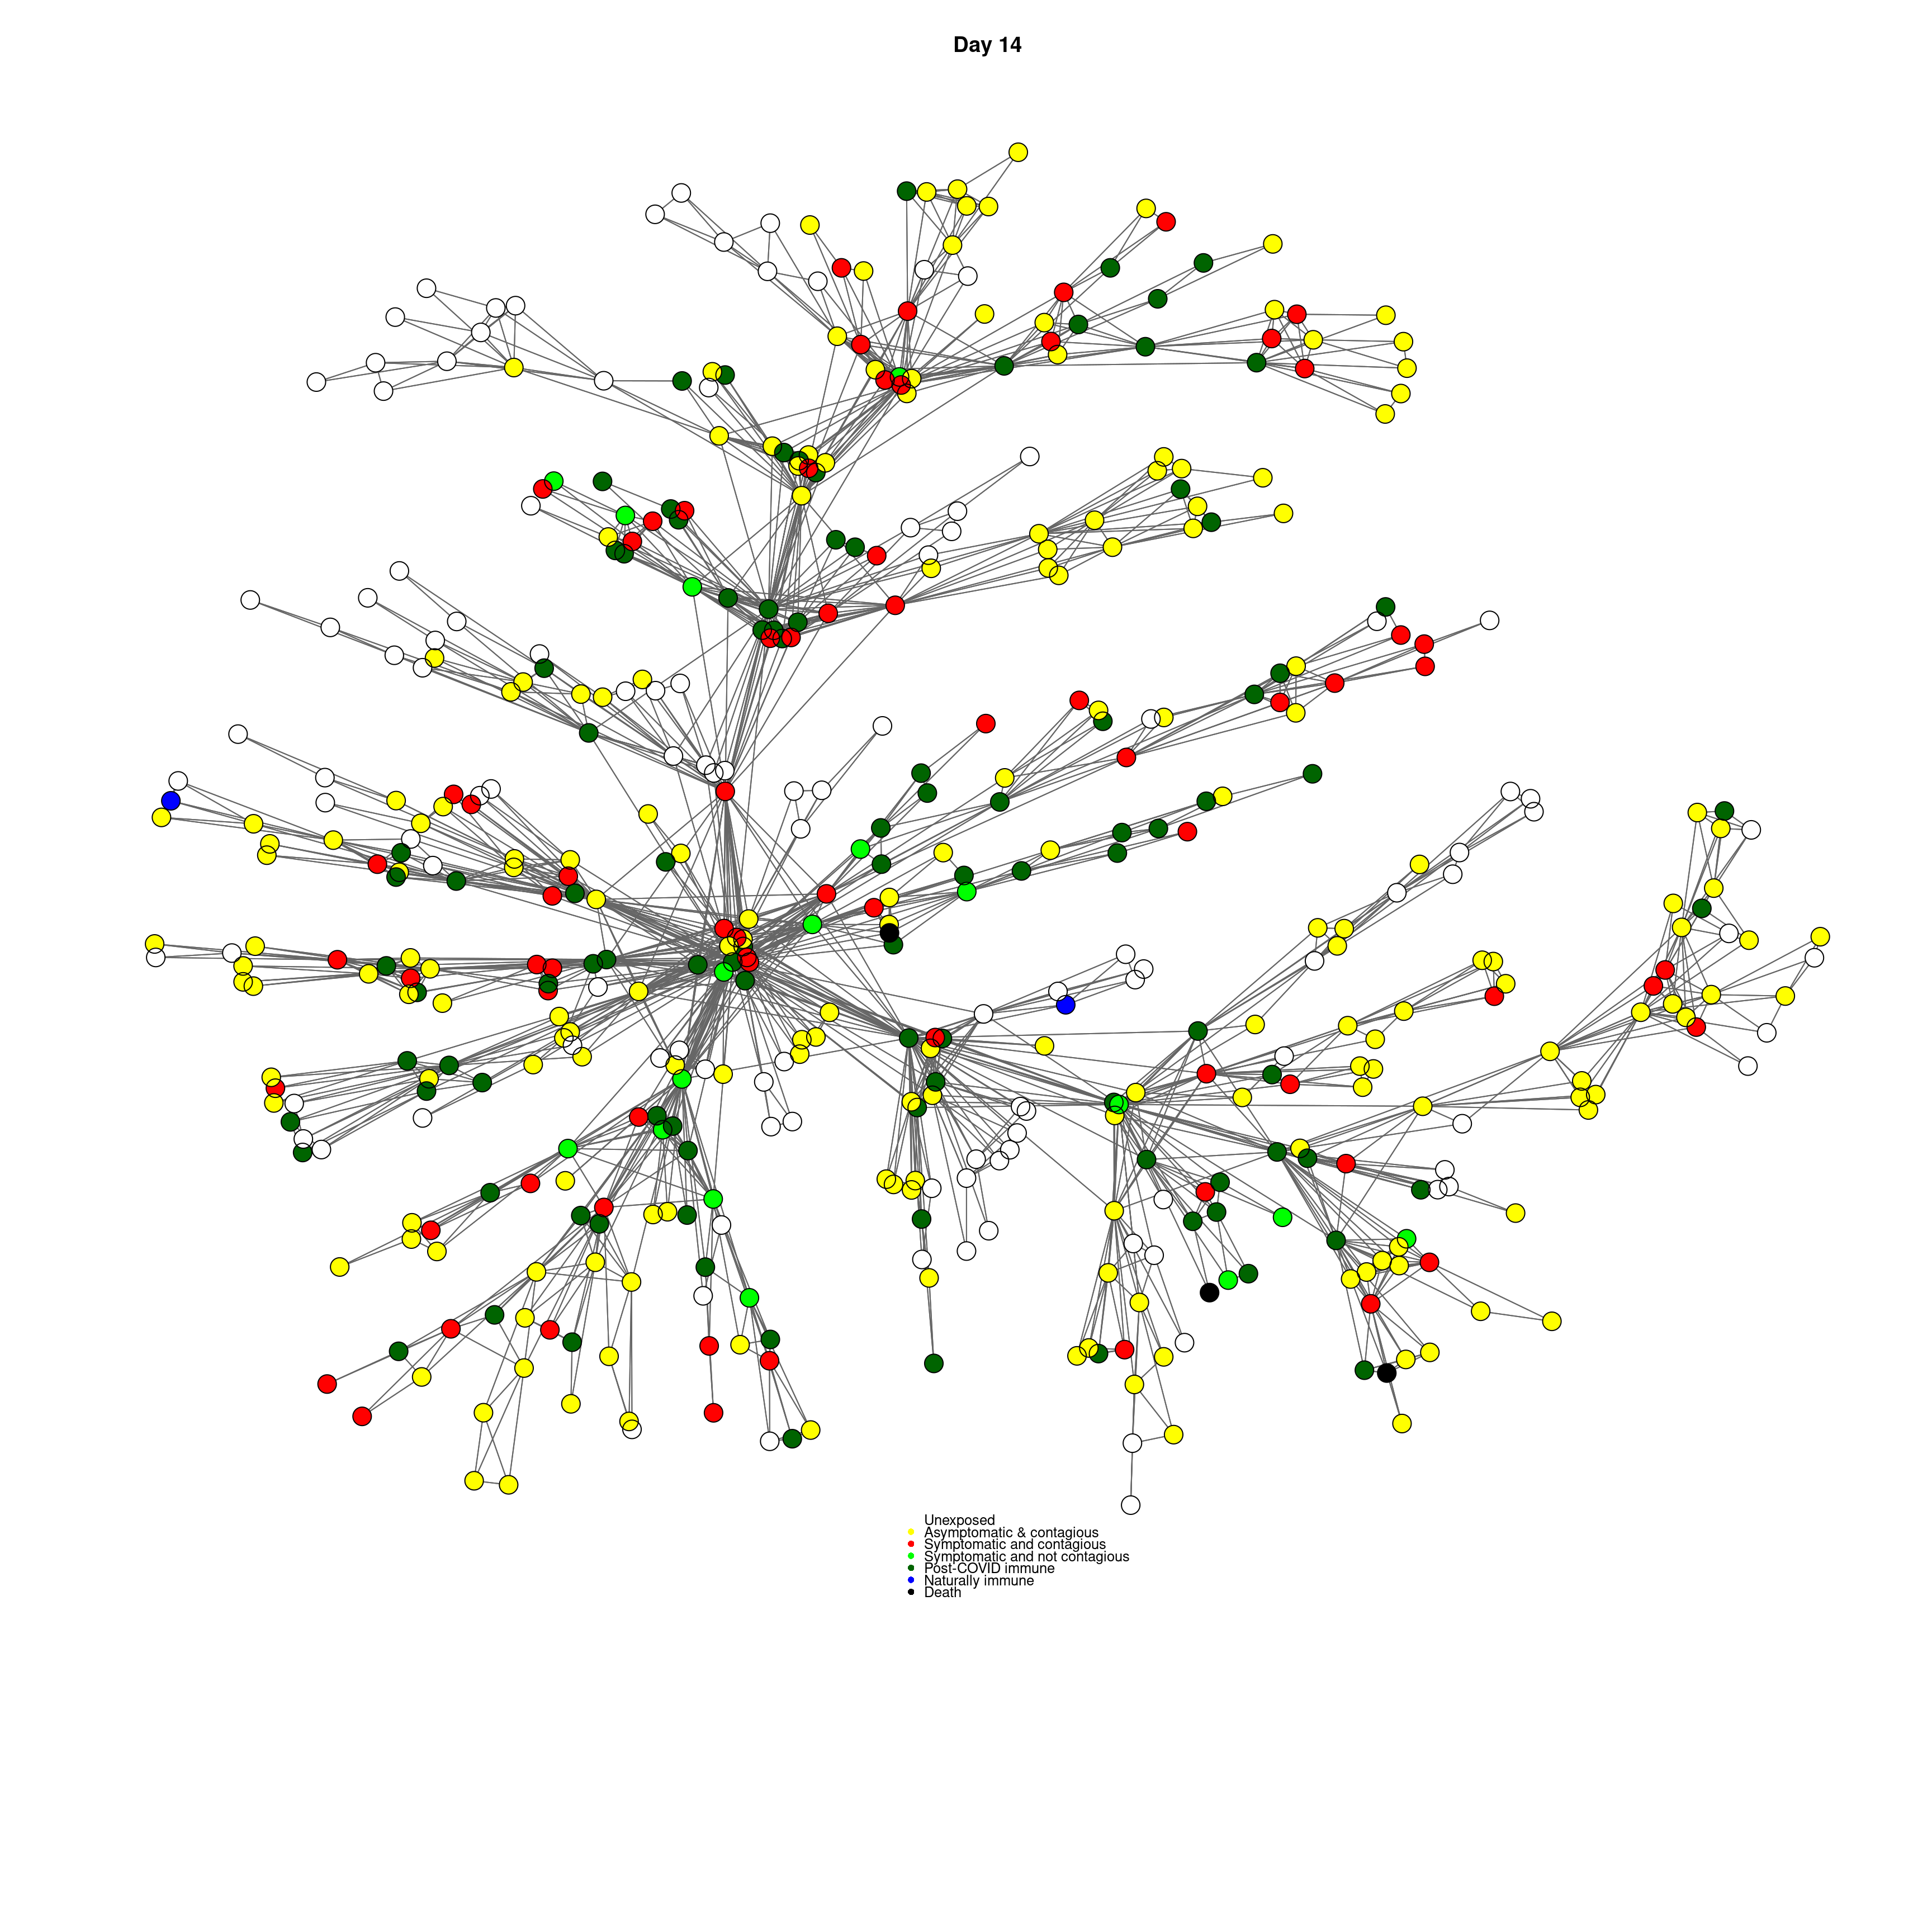 Day 14
Unexposed
Asymptomatic & contagious
Symptomatic and contagious
Symptomatic and not contagious
Post-COVID immune
Naturally immune
Death